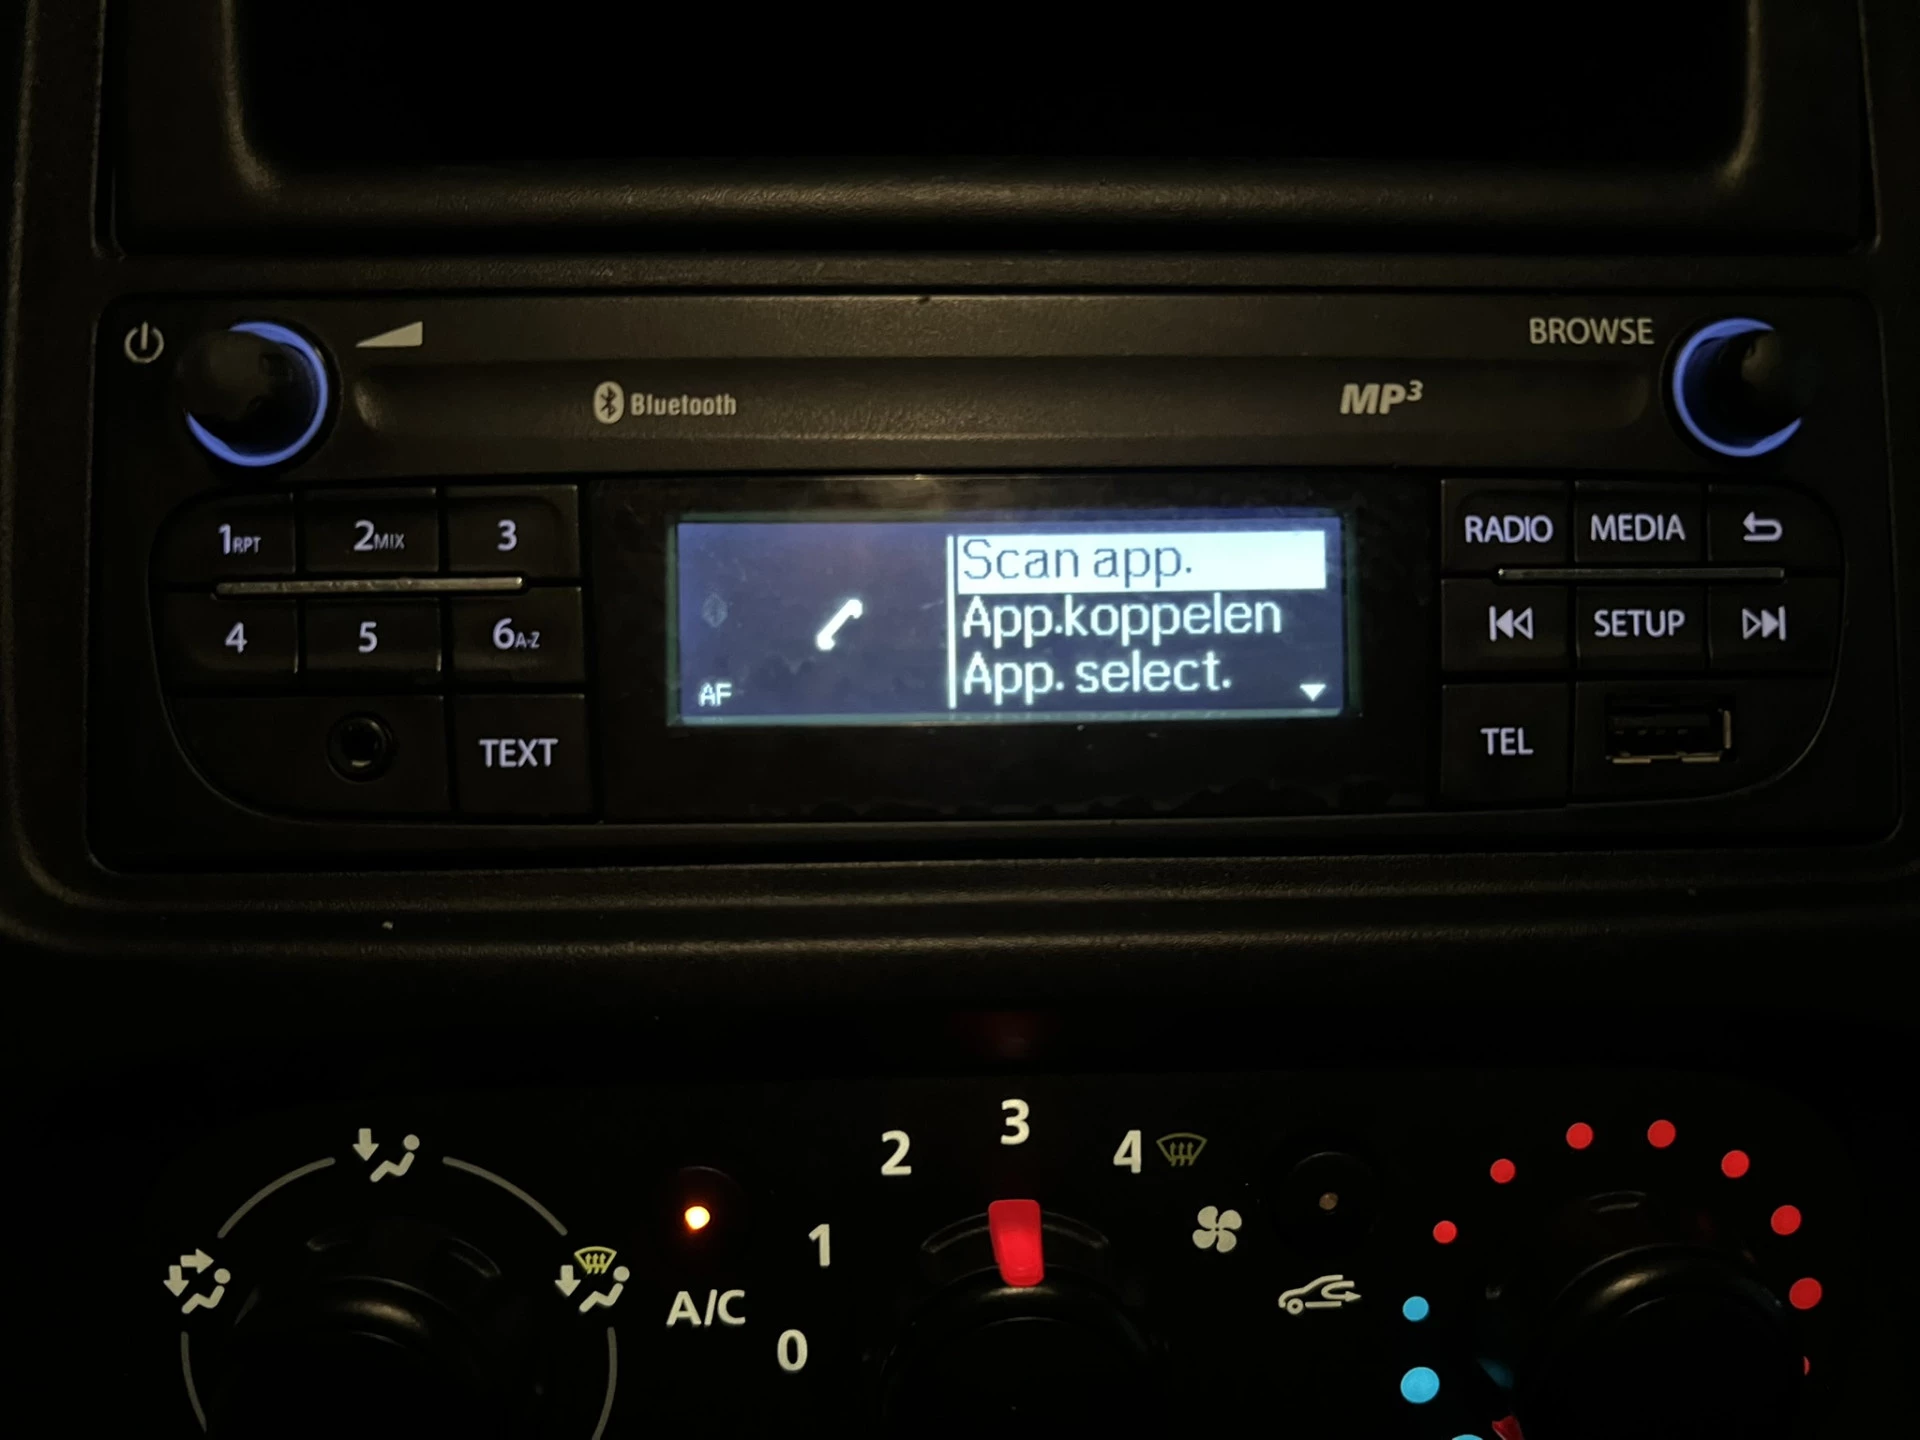 BROWSE
Bluetooth
MP3
1RPT
2MIX
3
4
5
6A-Z
TEXT
AF
Scan app.
App.koppelen
App. select.
RADIO
MEDIA
SETUP
TEL
A/C
0
1
2
3
4